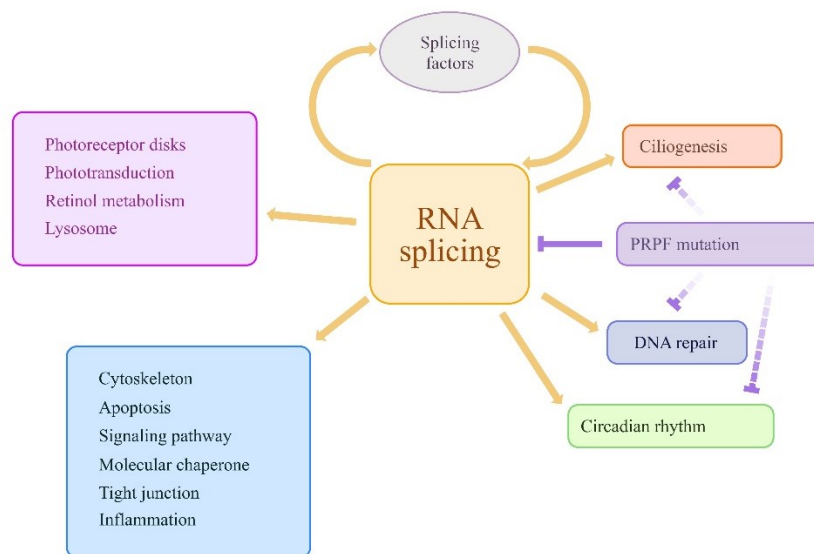 Splicing
factors
Photoreceptor disks
Phototransduction
Retinol metabolism
Lysosome
RNA
splicing
Ciliogenesis
PRPF mutation
DNA repair
Circadian rhythm
Cytoskeleton
Apoptosis
Signaling pathway
Molecular chaperone
Tight junction
Inflammation